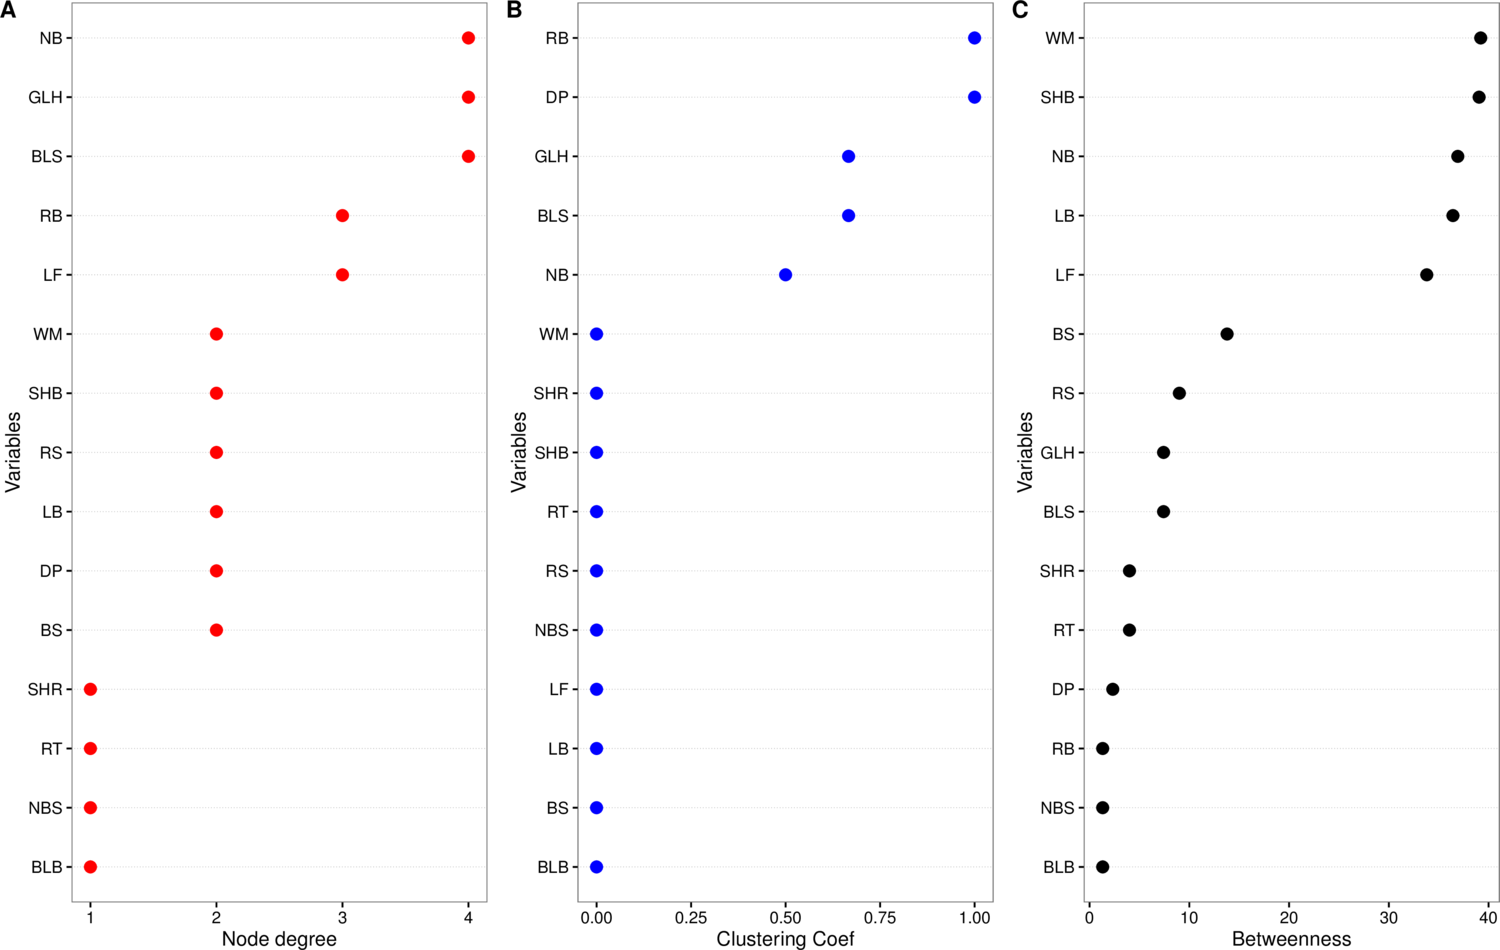 A
NB
GLH
BLS
RB
LF
WM
SHB
RS
LB
DP
BS
SHR
RT
NBS
BLB
Variables
1 2 3 4
Node degree
B
RB
DP
GLH
BLS
NB
WM
SHR
SHB
RT
RS
NBS
LF
LB
BS
BLB
Variables
0.00 0.25 0.50 0.75 1.00
Clustering Coef
C
WM
SHB
NB
LB
LF
BS
RS
GLH
BLS
SHR
RT
DP
RB
NBS
BLB
Variables
0 10 20 30 40
Betweenness